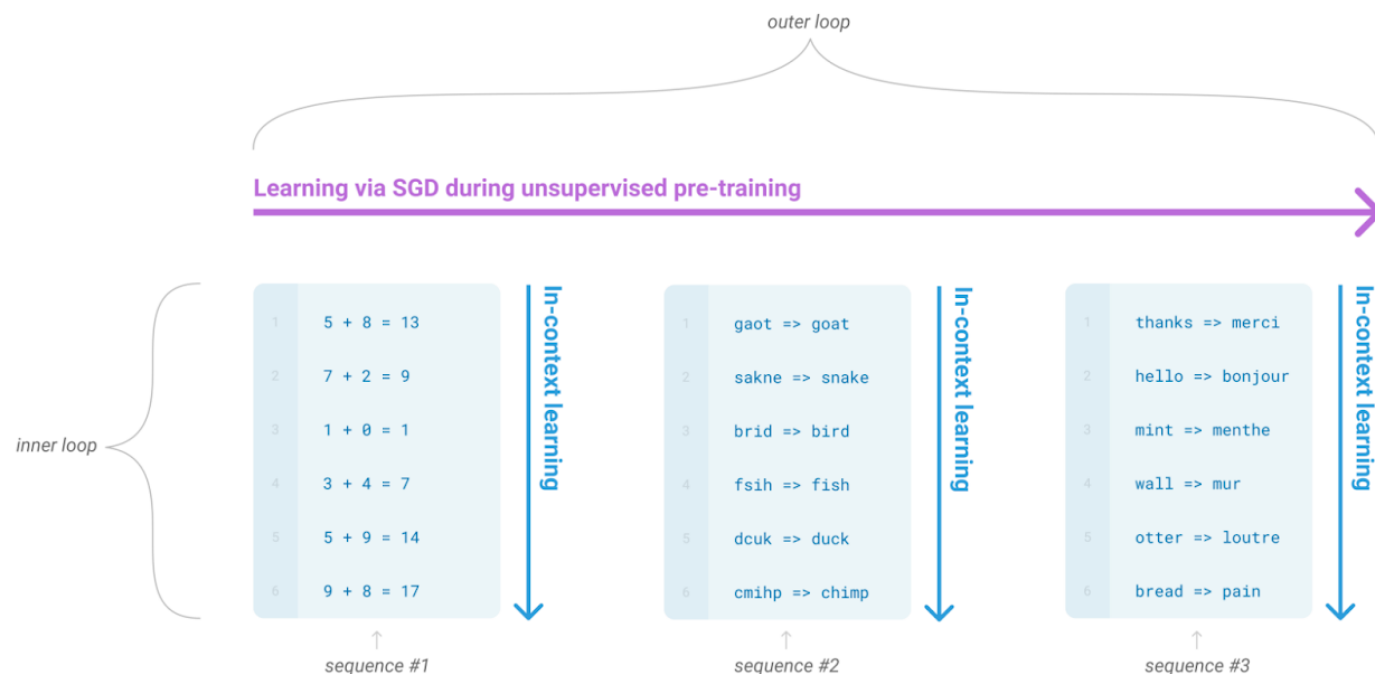 outer loop
Learning via SGD during unsupervised pre-training
inner loop
1 5 + 8 = 13
2 7 + 2 = 9
3 1 + 0 = 1
4 3 + 4 = 7
5 5 + 9 = 14
6 9 + 8 = 17
In-context learning
sequence #1
1 gaot => goat
2 sakne => snake
3 brid => bird
4 fsih => fish
5 dcuk => duck
6 cmihp => chimp
In-context learning
sequence #2
1 thanks => merci
2 hello => bonjour
3 mint => menthe
4 wall => mur
5 otter => loutre
6 bread => pain
In-context learning
sequence #3